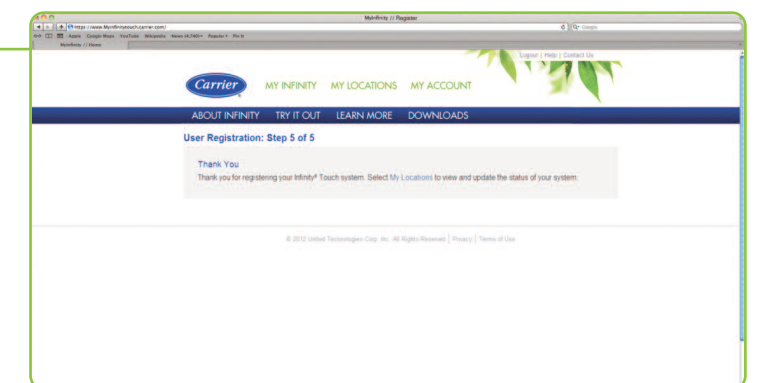 MyInfinity // Register
https://www.MyInfinitytouch.carrier.com/
Google
Apple Google Maps YouTube Wikipedia News Popular
MyInfinity // Home
Logout | Help | Contact Us
Carrier MY INFINITY MY LOCATIONS MY ACCOUNT
ABOUT INFINITY TRY IT OUT LEARN MORE DOWNLOADS
User Registration: Step 5 of 5
Thank You
Thank you for registering your Infinity® Touch system. Select My Locations to view and update the status of your system.
© 2012 United Technologies Corp. Inc. All Rights Reserved | Privacy | Terms of Use